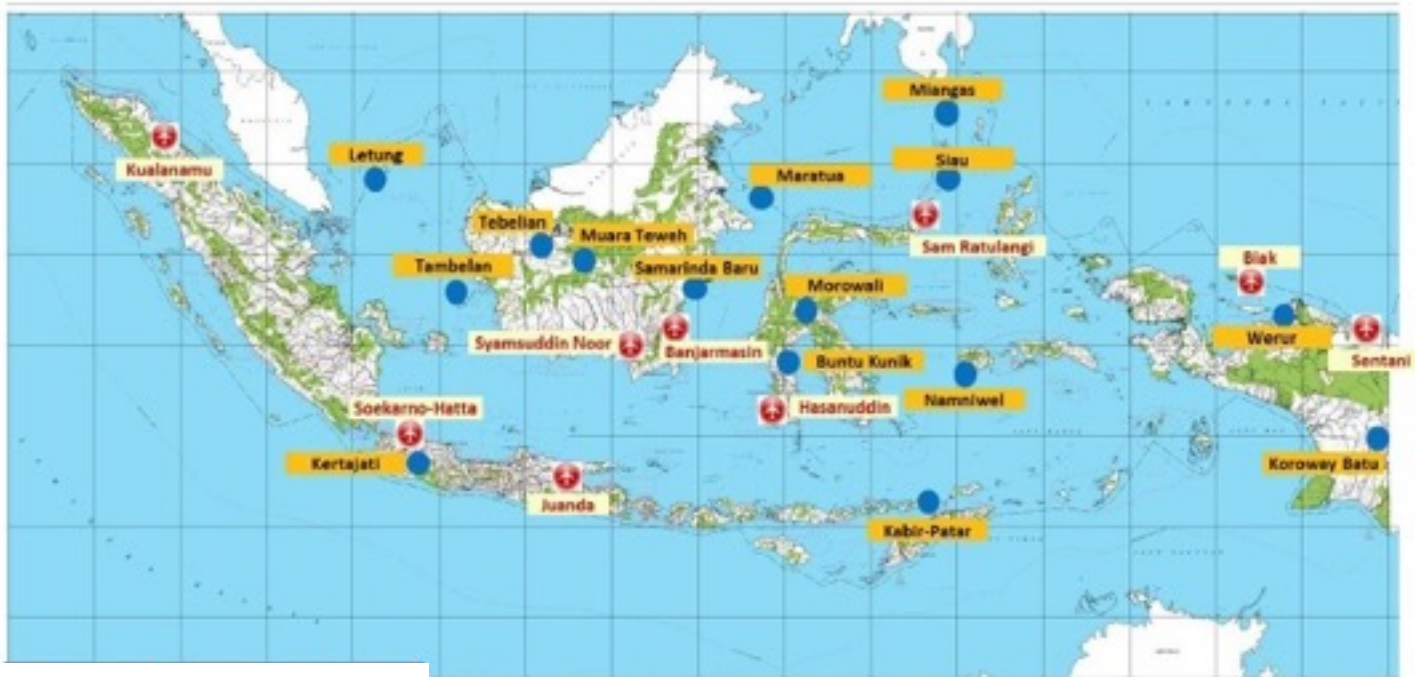 Miangas
Letung
Siau
Kualanamu
Maratua
Tebelian
Muara Teweh
Sam Ratulangi
Tambelan
Samarinda Baru
Biak
Morowali
Syamsuddin Noor
Banjarmasin
Werur
Sentani
Buntu Kunik
Namniwel
Soekarno-Hatta
Hasanuddin
Kertajati
Koroway Batu
Juanda
Kabir-Patar